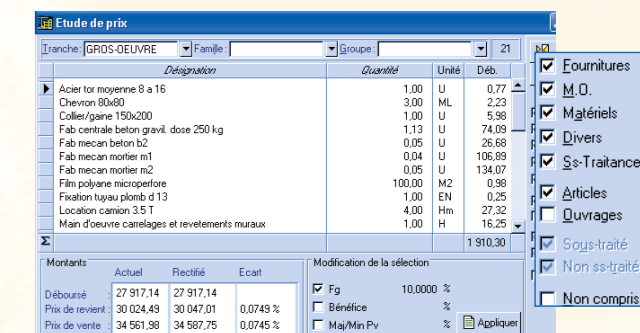 Etude de prix
Tranche: GROS-OEUVRE Famille: Groupe: 21
Désignation Quantité Unité Déb.
Acier tor moyenne 8 a 16 1,00 U 0,77
Chevron 80x80 3,00 ML 2,23
Collier/gaine 150x200 1,00 U 5,98
Fab centrale beton gravil. dose 250 kg 1,13 U 74,09
Fab mecan beton b2 0,05 U 26,68
Fab mecan mortier m1 0,04 U 106,89
Fab mecan mortier m2 0,05 U 134,07
Film polyane microperfore 100,00 M2 0,98
Fixation tuyau plomb d 13 1,00 EN 0,25
Location camion 3.5 T 4,00 Hm 27,32
Main d'oeuvre carrelages et revetements muraux 1,00 H 16,25
Σ 1 910,30
Montants
Actuel Rectifié Ecart
Déboursé : 27 917,14 27 917,14
Prix de revient : 30 024,49 30 047,01 0,0749 %
Prix de vente : 34 561,98 34 587,75 0,0745 %
Modification de la sélection
Fg 10,0000 %
Bénéfice %
Maj/Min Pv %
Appliquer
Fournitures
M.O.
Matériels
Divers
Ss-Traitance
Articles
Ouvrages
Sous-traité
Non ss-traité
Non compris